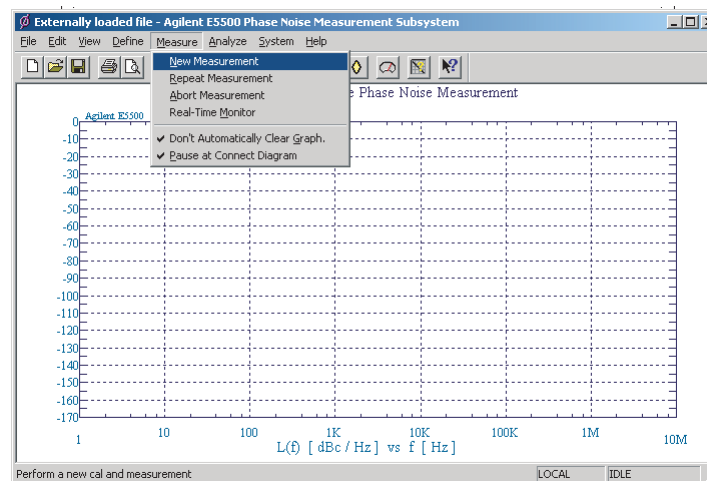 Externally loaded file - Agilent E5500 Phase Noise Measurement Subsystem
File Edit View Define Measure Analyze System Help
New Measurement
Repeat Measurement
Abort Measurement
Real-Time Monitor
✔ Don't Automatically Clear Graph.
✔ Pause at Connect Diagram
Phase Noise Measurement
Agilent E5500
0
-10
-20
-30
-40
-50
-60
-70
-80
-90
-100
-110
-120
-130
-140
-150
-160
-170
1 10 100 1K 10K 100K 1M 10M
L(f) [ dBc / Hz ] vs f [ Hz ]
Perform a new cal and measurement LOCAL IDLE